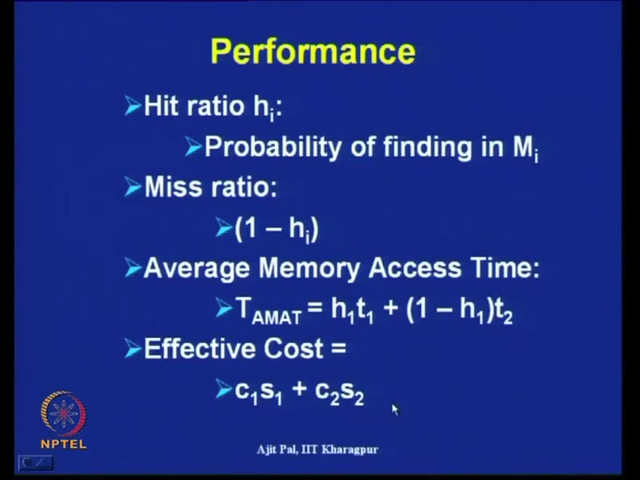 Performance
Hit ratio hᵢ:
Probability of finding in Mᵢ
Miss ratio:
(1 – hᵢ)
Average Memory Access Time:
T_AMAT = h₁t₁ + (1 – h₁)t₂
Effective Cost =
c₁s₁ + c₂s₂
NPTEL
Ajit Pal, IIT Kharagpur